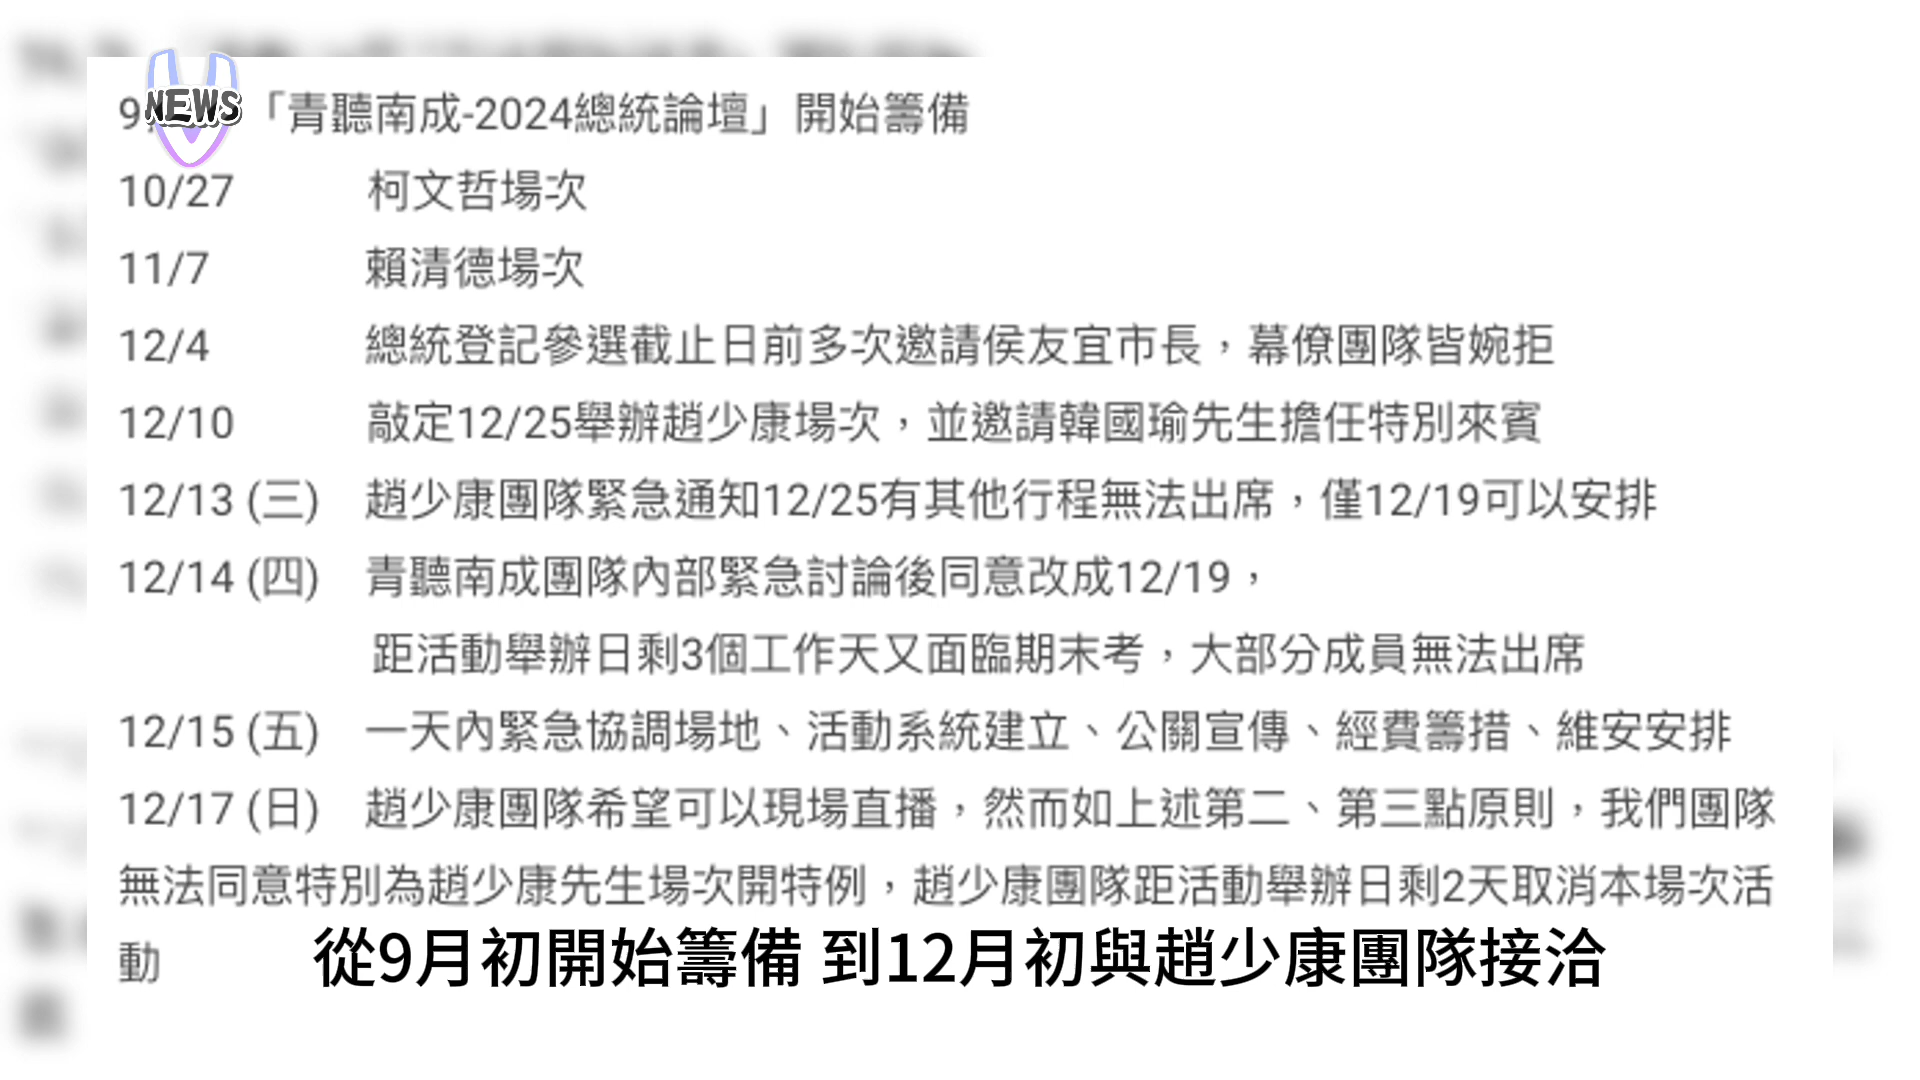 NEWS
9 「青聽南成-2024總統論壇」開始籌備
10/27 柯文哲場次
11/7 賴清德場次
12/4 總統登記參選截止日前多次邀請侯友宜市長，幕僚團隊皆婉拒
12/10 敲定12/25舉辦趙少康場次，並邀請韓國瑜先生擔任特別來賓
12/13 (三) 趙少康團隊緊急通知12/25有其他行程無法出席，僅12/19可以安排
12/14 (四) 青聽南成團隊內部緊急討論後同意改成12/19，
距活動舉辦日剩3個工作天又面臨期末考，大部分成員無法出席
12/15 (五) 一天內緊急協調場地、活動系統建立、公關宣傳、經費籌措、維安安排
12/17 (日) 趙少康團隊希望可以現場直播，然而如上述第二、第三點原則，我們團隊
無法同意特別為趙少康先生場次開特例，趙少康團隊距活動舉辦日剩2天取消本場次活
動
從9月初開始籌備 到12月初與趙少康團隊接洽